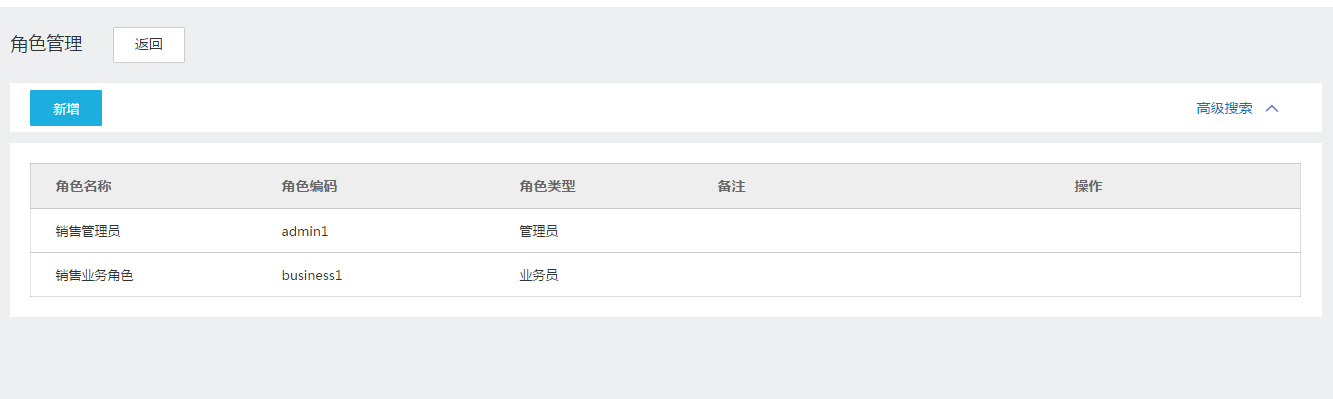 角色管理 返回
新增 高级搜索
角色名称 角色编码 角色类型 备注 操作
销售管理员 admin1 管理员
销售业务角色 business1 业务员